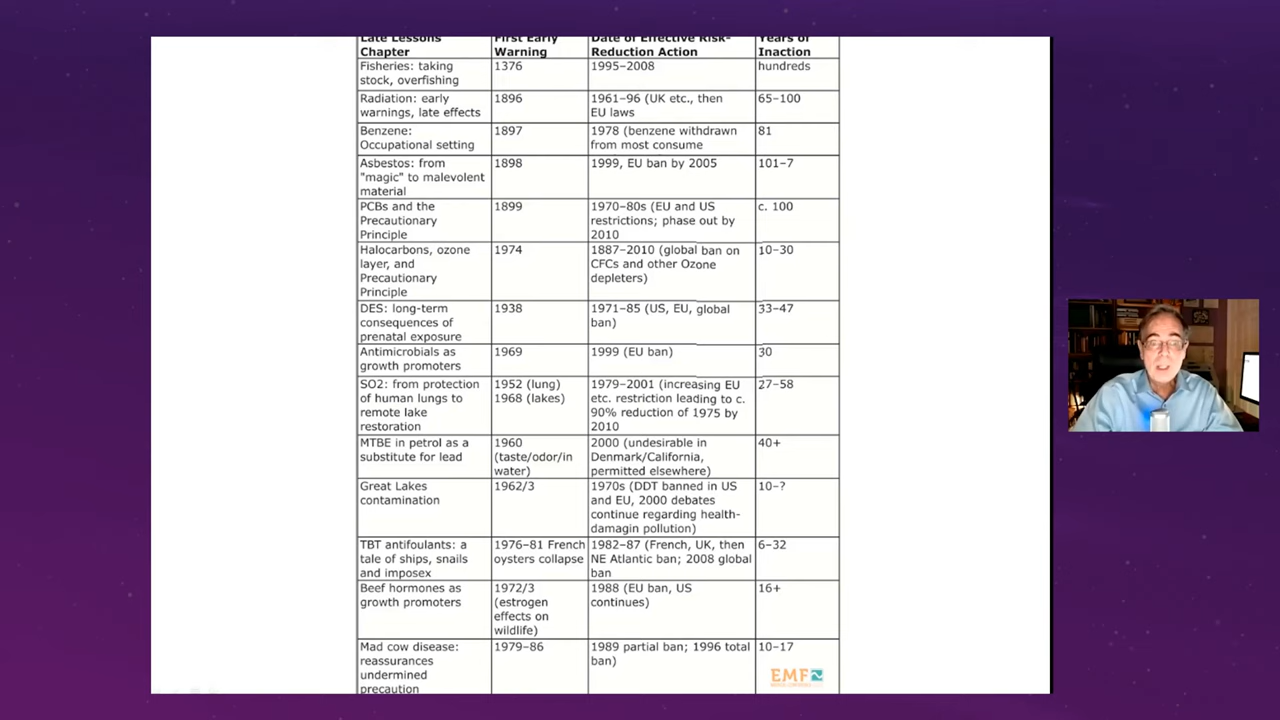 Late Lessons First Early Date of Effective Risk- Years of
Chapter Warning Reduction Action Inaction
Fisheries: taking 1376 1995–2008 hundreds
stock, overfishing
Radiation: early 1896 1961–96 (UK etc., then 65–100
warnings, late effects EU laws
Benzene: 1897 1978 (benzene withdrawn 81
Occupational setting from most consume
Asbestos: from 1898 1999, EU ban by 2005 101–7
"magic" to malevolent
material
PCBs and the 1899 1970–80s (EU and US c. 100
Precautionary restrictions; phase out by
Principle 2010
Halocarbons, ozone 1974 1887–2010 (global ban on 10–30
layer, and CFCs and other Ozone
Precautionary depleters)
Principle
DES: long-term 1938 1971–85 (US, EU, global 33–47
consequences of ban)
prenatal exposure
Antimicrobials as 1969 1999 (EU ban) 30
growth promoters
SO2: from protection 1952 (lung) 1979–2001 (increasing EU 27–58
of human lungs to 1968 (lakes) etc. restriction leading to c.
remote lake 90% reduction of 1975 by
restoration 2010
MTBE in petrol as a 1960 2000 (undesirable in 40+
substitute for lead (taste/odor/in Denmark/California,
water) permitted elsewhere)
Great Lakes 1962/3 1970s (DDT banned in US 10–?
contamination and EU, 2000 debates
continue regarding health-
damagin pollution)
TBT antifoulants: a 1976–81 French 1982–87 (French, UK, then 6–32
tale of ships, snails oysters collapse NE Atlantic ban; 2008 global
and imposex ban
Beef hormones as 1972/3 1988 (EU ban, US 16+
growth promoters (estrogen continues)
effects on
wildlife)
Mad cow disease: 1979–86 1989 partial ban; 1996 total 10–17
reassurances ban)
undermined
precaution
EMF